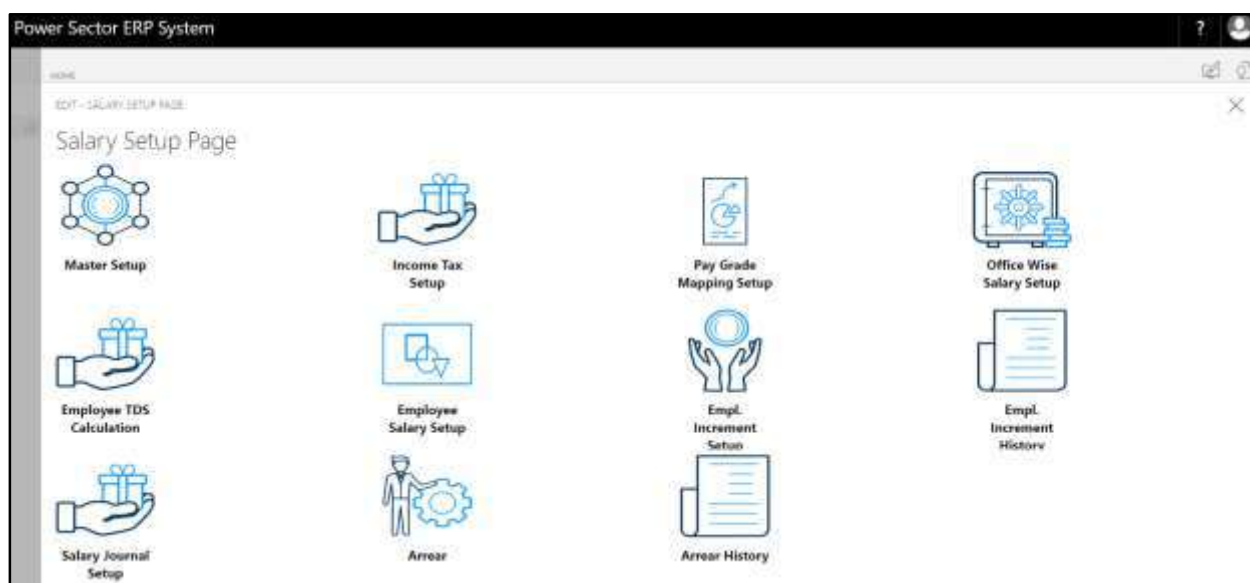 Power Sector ERP System
?
HOME
EDIT - SALARY SETUP PAGE
Salary Setup Page
Master Setup
Income Tax
Setup
Pay Grade
Mapping Setup
Office Wise
Salary Setup
Employee TDS
Calculation
Employee
Salary Setup
Empl.
Increment
Setup
Empl.
Increment
History
Salary Journal
Setup
Arrear
Arrear History